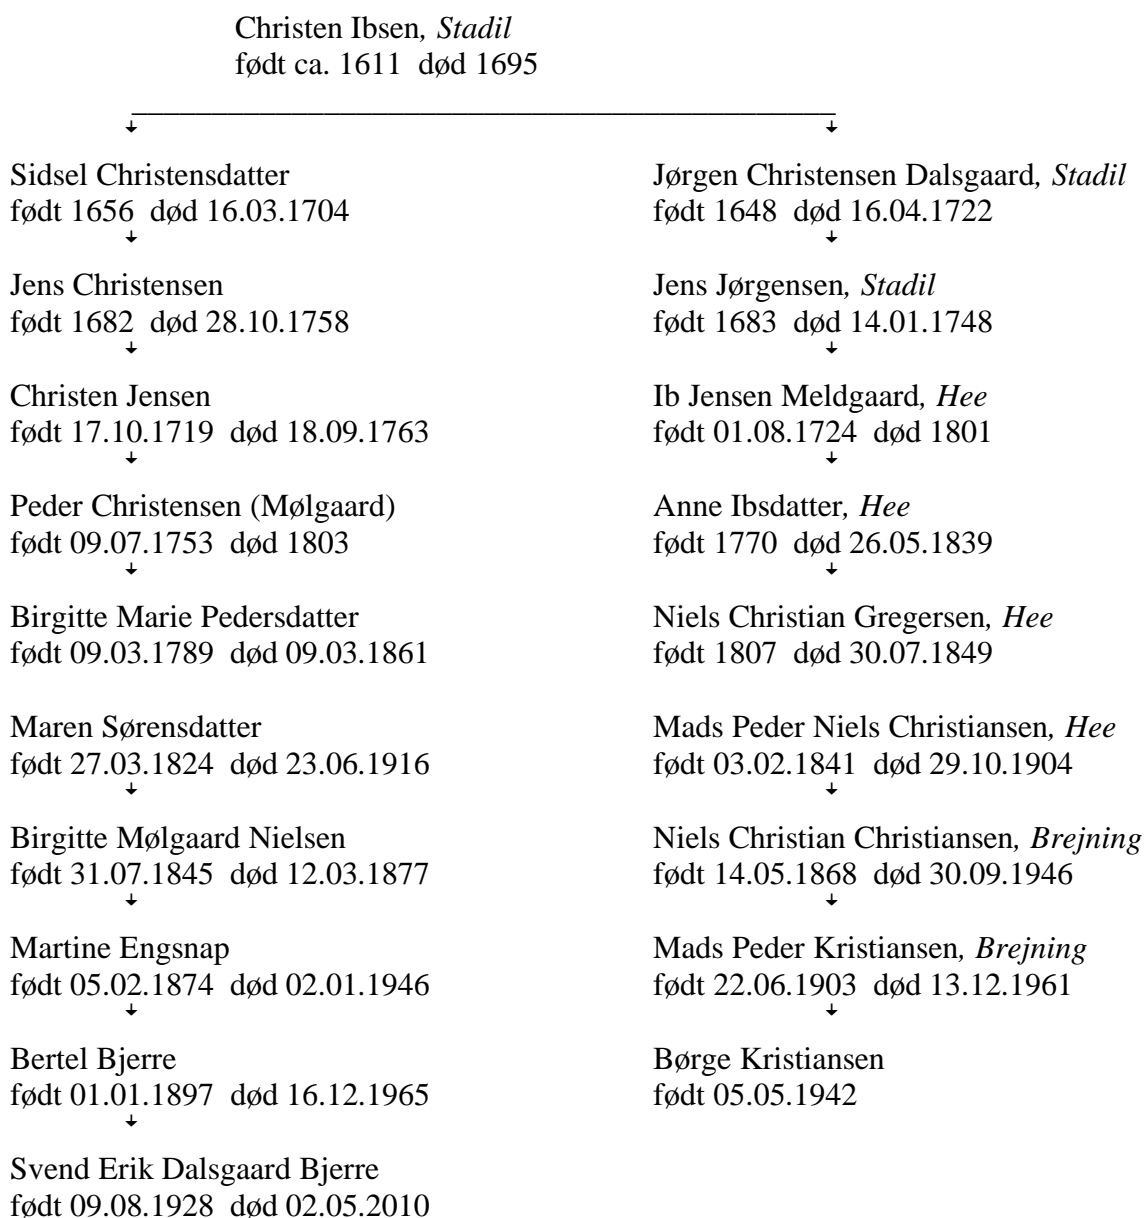 Christen Ibsen, Stadil
født ca. 1611  død 1695
Sidsel Christensdatter
født 1656  død 16.03.1704
Jens Christensen
født 1682  død 28.10.1758
Christen Jensen
født 17.10.1719  død 18.09.1763
Peder Christensen (Mølgaard)
født 09.07.1753  død 1803
Birgitte Marie Pedersdatter
født 09.03.1789  død 09.03.1861
Maren Sørensdatter
født 27.03.1824  død 23.06.1916
Birgitte Mølgaard Nielsen
født 31.07.1845  død 12.03.1877
Martine Engsnap
født 05.02.1874  død 02.01.1946
Bertel Bjerre
født 01.01.1897  død 16.12.1965
Svend Erik Dalsgaard Bjerre
født 09.08.1928  død 02.05.2010
Jørgen Christensen Dalsgaard, Stadil
født 1648  død 16.04.1722
Jens Jørgensen, Stadil
født 1683  død 14.01.1748
Ib Jensen Meldgaard, Hee
født 01.08.1724  død 1801
Anne Ibsdatter, Hee
født 1770  død 26.05.1839
Niels Christian Gregersen, Hee
født 1807  død 30.07.1849
Mads Peder Niels Christiansen, Hee
født 03.02.1841  død 29.10.1904
Niels Christian Christiansen, Brejning
født 14.05.1868  død 30.09.1946
Mads Peder Kristiansen, Brejning
født 22.06.1903  død 13.12.1961
Børge Kristiansen
født 05.05.1942